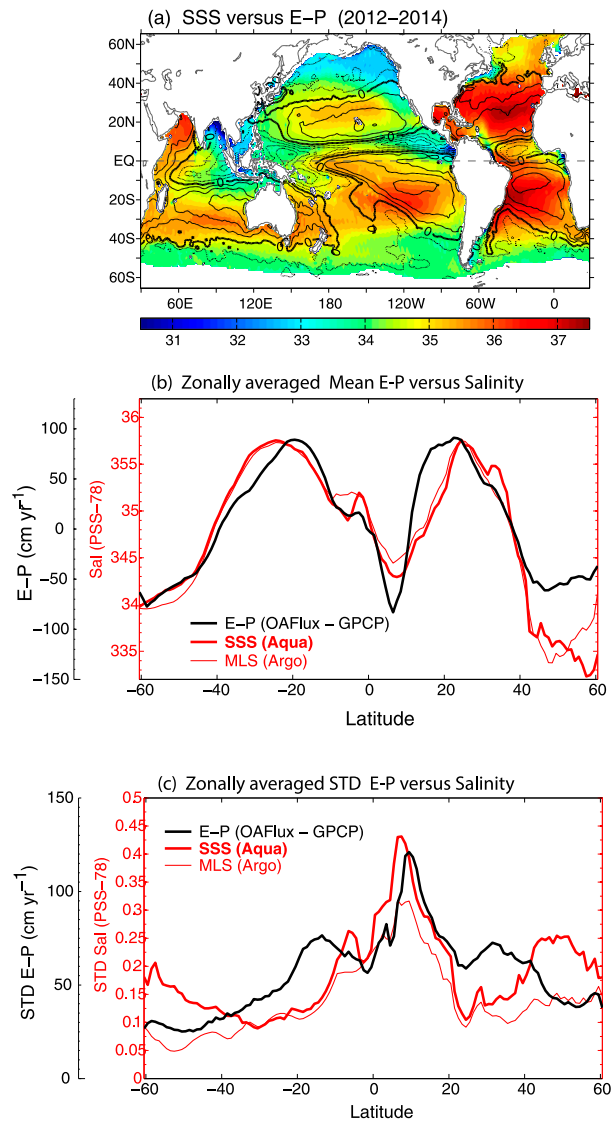 (a) SSS versus E−P (2012−2014)
60N
40N
20N
EQ
20S
40S
60S
0
0
0
0
0
60E 120E 180 120W 60W 0
31 32 33 34 35 36 37
(b) Zonally averaged Mean E-P versus Salinity
E−P (cm yr⁻¹)
100
50
0
−50
−100
−150
Sal (PSS−78)
36
355
35
345
34
335
E−P (OAFlux − GPCP)
SSS (Aqua)
MLS (Argo)
−60 −40 −20 0 20 40 60
Latitude
(c) Zonally averaged STD E-P versus Salinity
STD E−P (cm yr⁻¹)
150
100
50
0
STD Sal (PSS−78)
0.5
0.45
0.4
0.35
0.3
0.25
0.2
0.15
0.1
0.05
0
E−P (OAFlux − GPCP)
SSS (Aqua)
MLS (Argo)
−60 −40 −20 0 20 40 60
Latitude